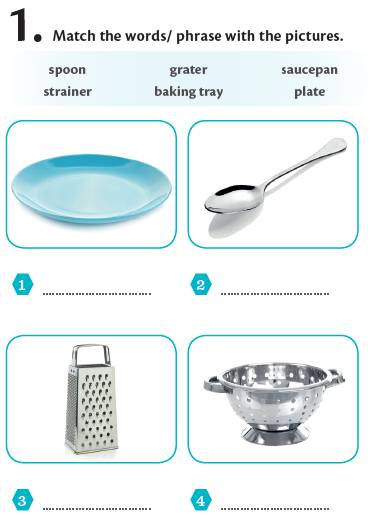 1. Match the words/ phrase with the pictures.
spoon grater saucepan
strainer baking tray plate
1 ............................ 2 ............................
3 ............................ 4 ............................